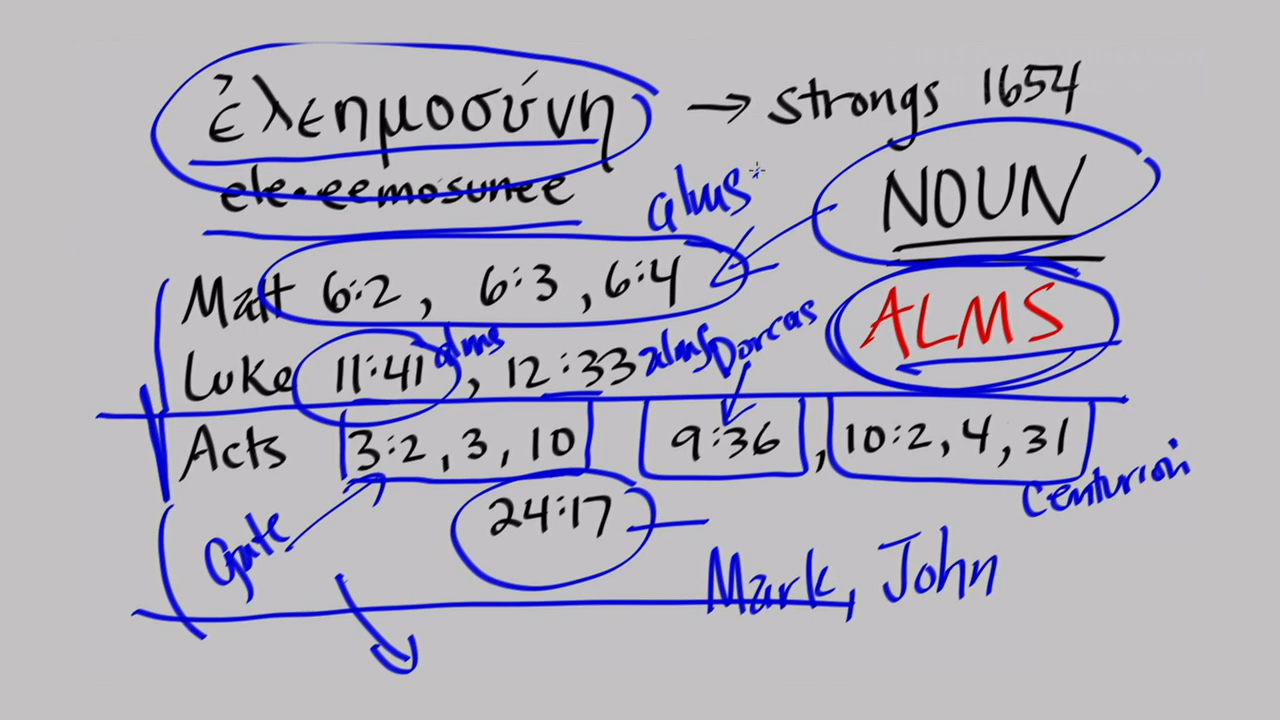 ἐλεημοσύνη → strongs 1654
ele-eemosunee alms NOUN
Matt 6:2, 6:3, 6:4 ALMS
Luke 11:41 alms, 12:33 alms Dorcas
Acts 3:2, 3, 10 9:36, 10:2, 4, 31
Centurion
Gate 24:17
Mark, John